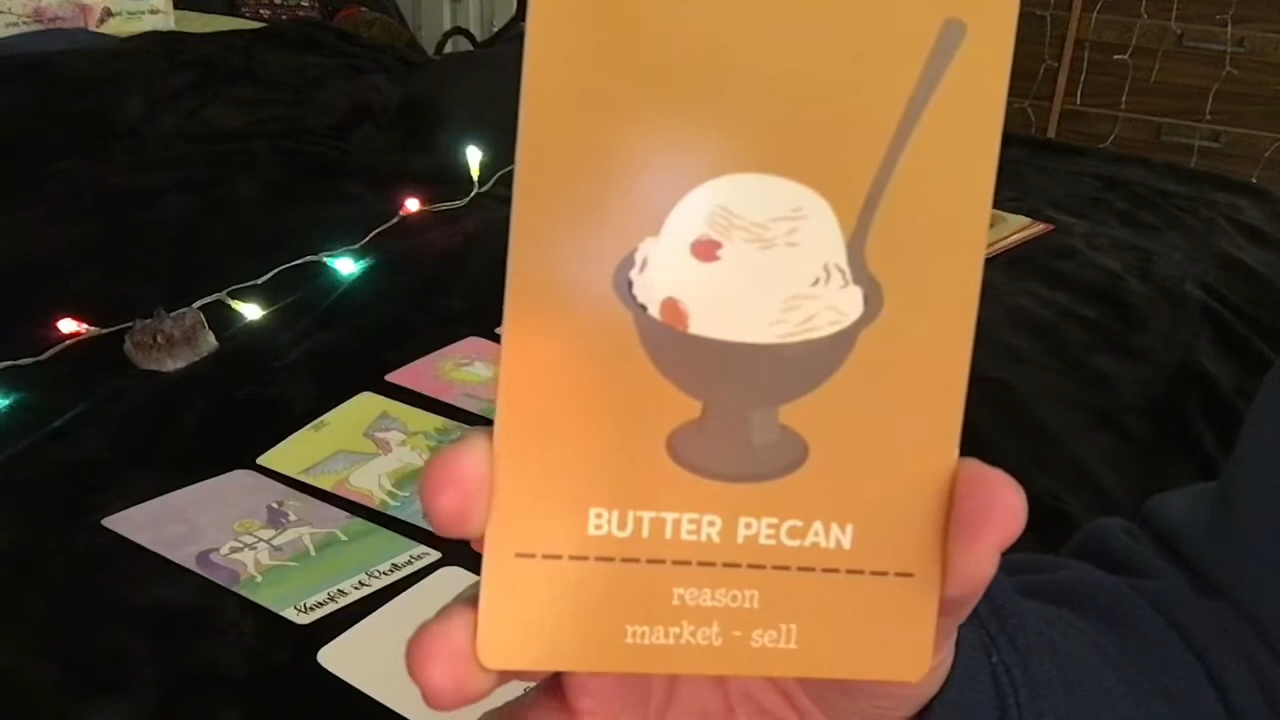 BUTTER PECAN
reason
market - sell
Knight of Pentacles